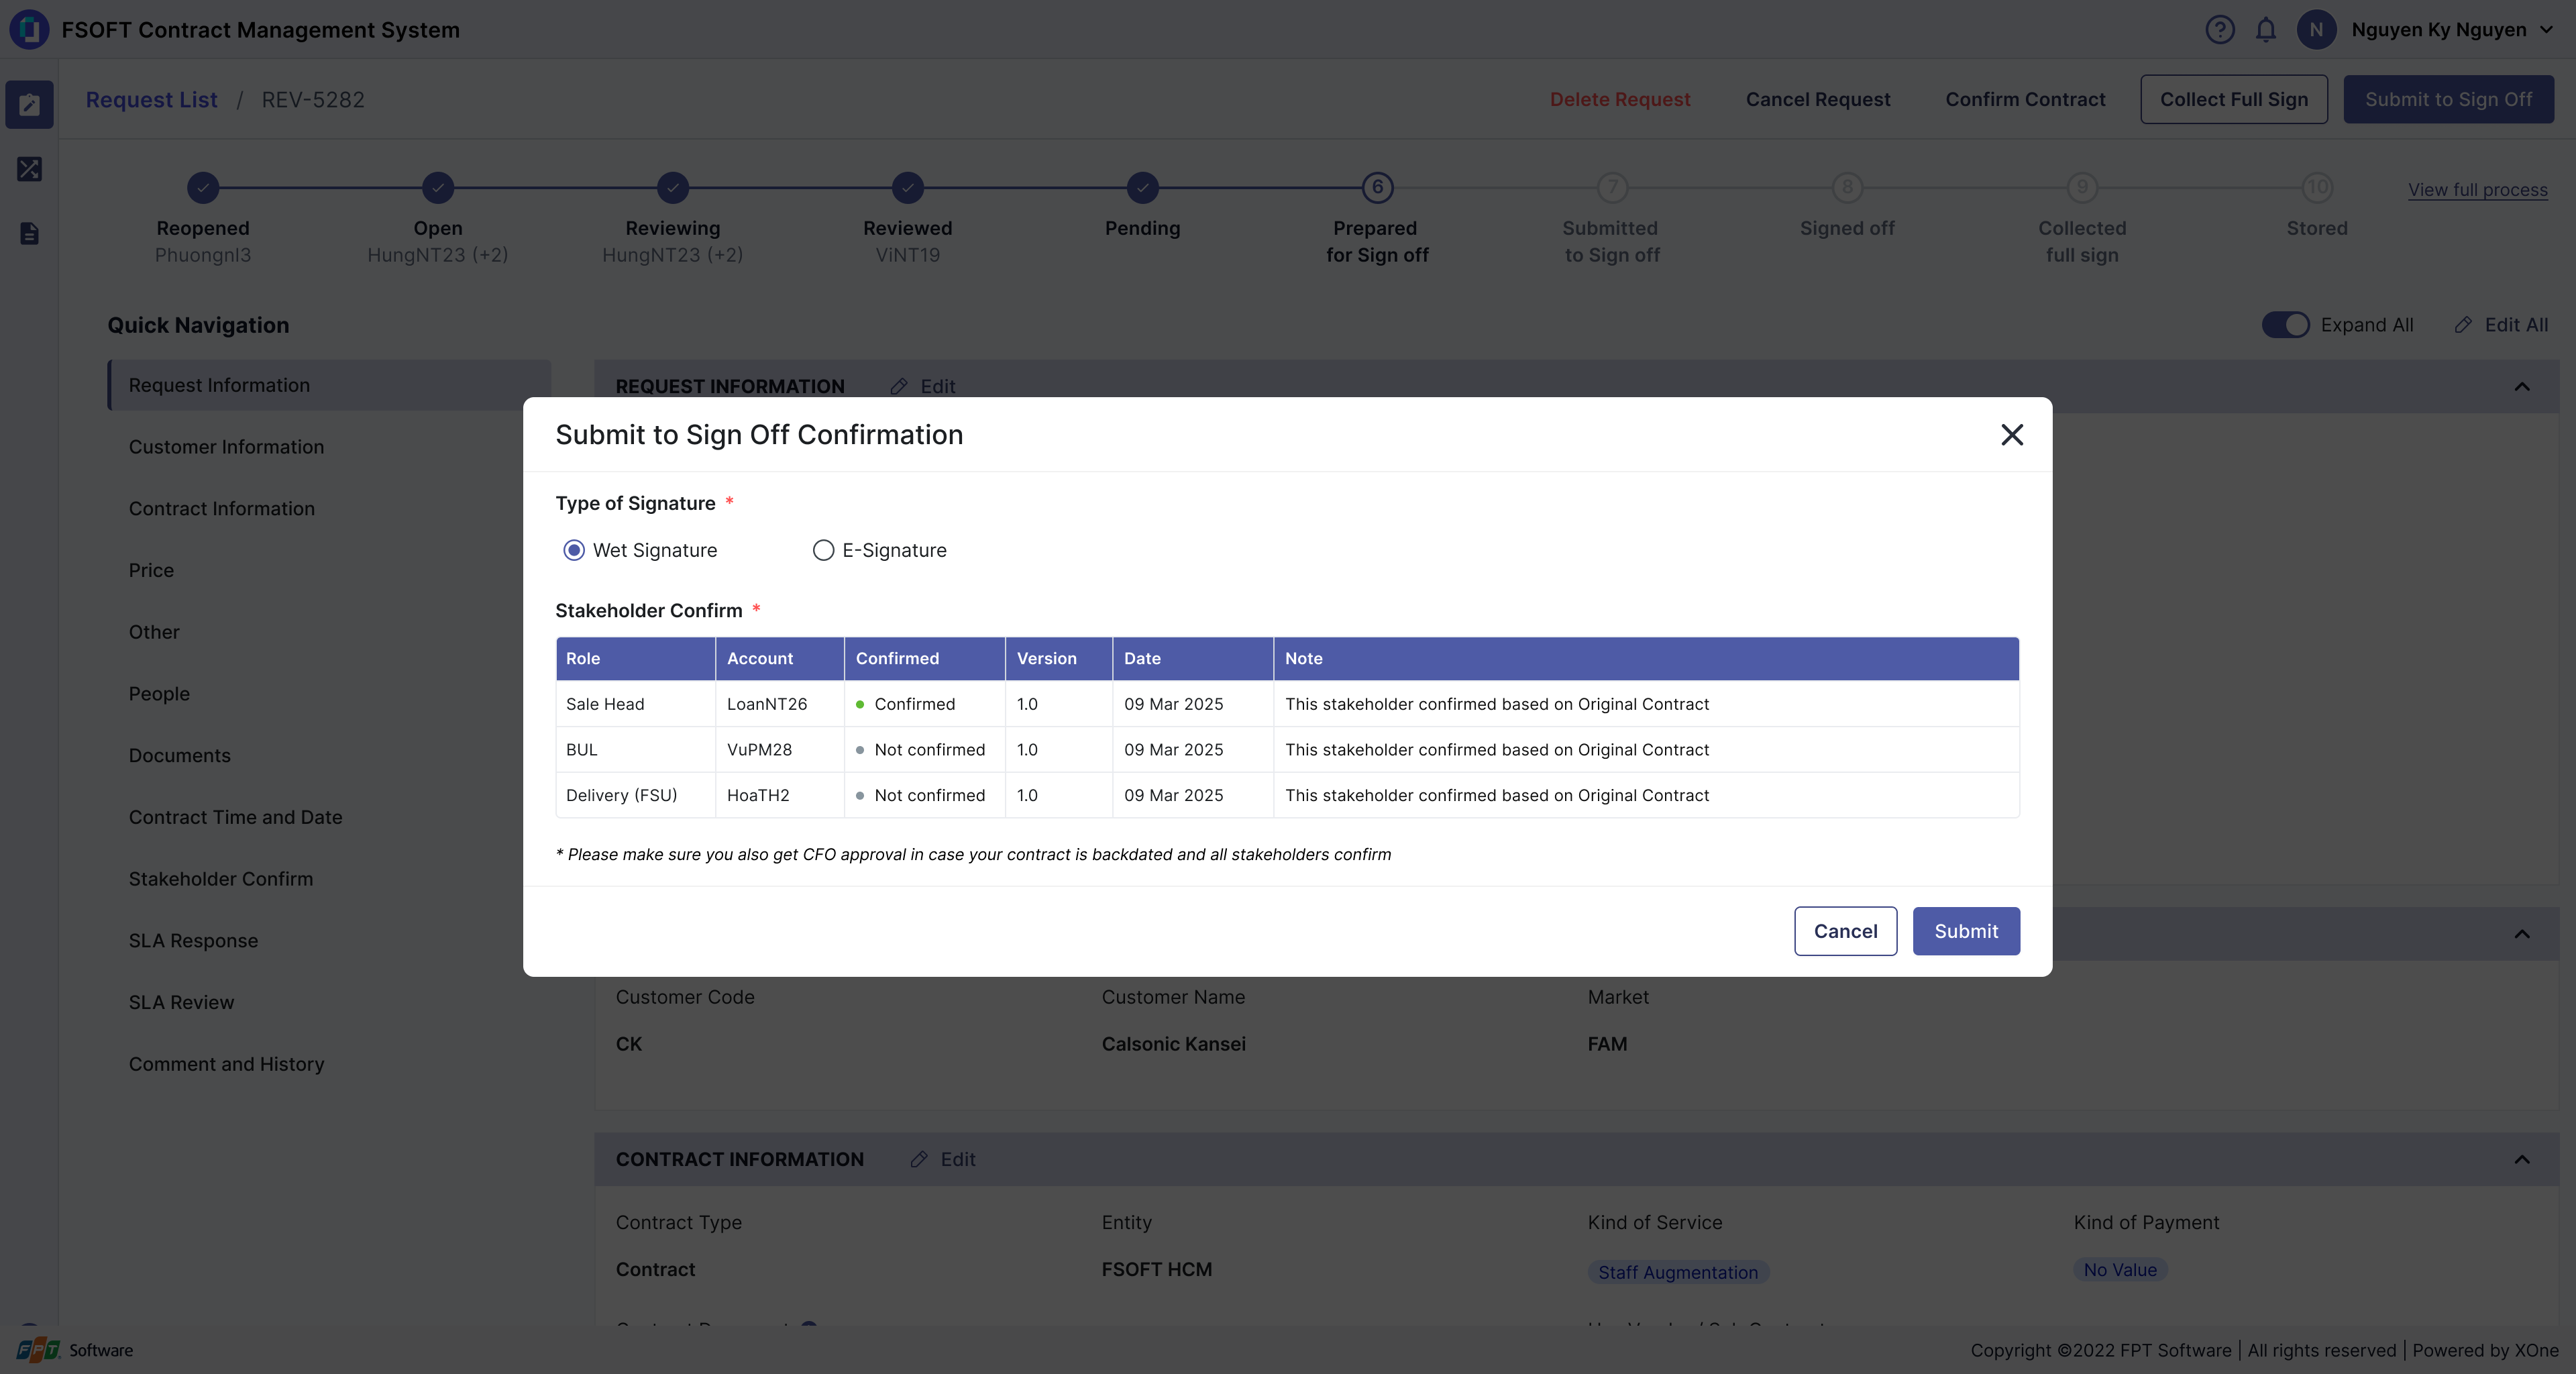 FSOFT Contract Management System
N Nguyen Ky Nguyen
Request List / REV-5282
Delete Request Cancel Request Confirm Contract Collect Full Sign Submit to Sign Off
6 7 8 9 10
View full process
Reopened Open Reviewing Reviewed Pending Prepared Submitted Signed off Collected Stored
Phuongnl3 HungNT23 (+2) HungNT23 (+2) ViNT19 for Sign off to Sign off full sign
Quick Navigation
Expand All Edit All
Request Information
Customer Information
Contract Information
Price
Other
People
Documents
Contract Time and Date
Stakeholder Confirm
SLA Response
SLA Review
Comment and History
REQUEST INFORMATION Edit
Submit to Sign Off Confirmation
Type of Signature *
Wet Signature E-Signature
Stakeholder Confirm *
Role Account Confirmed Version Date Note
Sale Head LoanNT26 Confirmed 1.0 09 Mar 2025 This stakeholder confirmed based on Original Contract
BUL VuPM28 Not confirmed 1.0 09 Mar 2025 This stakeholder confirmed based on Original Contract
Delivery (FSU) HoaTH2 Not confirmed 1.0 09 Mar 2025 This stakeholder confirmed based on Original Contract
* Please make sure you also get CFO approval in case your contract is backdated and all stakeholders confirm
Cancel Submit
Customer Code Customer Name Market
CK Calsonic Kansei FAM
CONTRACT INFORMATION Edit
Contract Type Entity Kind of Service Kind of Payment
Contract FSOFT HCM Staff Augmentation No Value
FPT Software
Copyright ©2022 FPT Software | All rights reserved | Powered by XOne